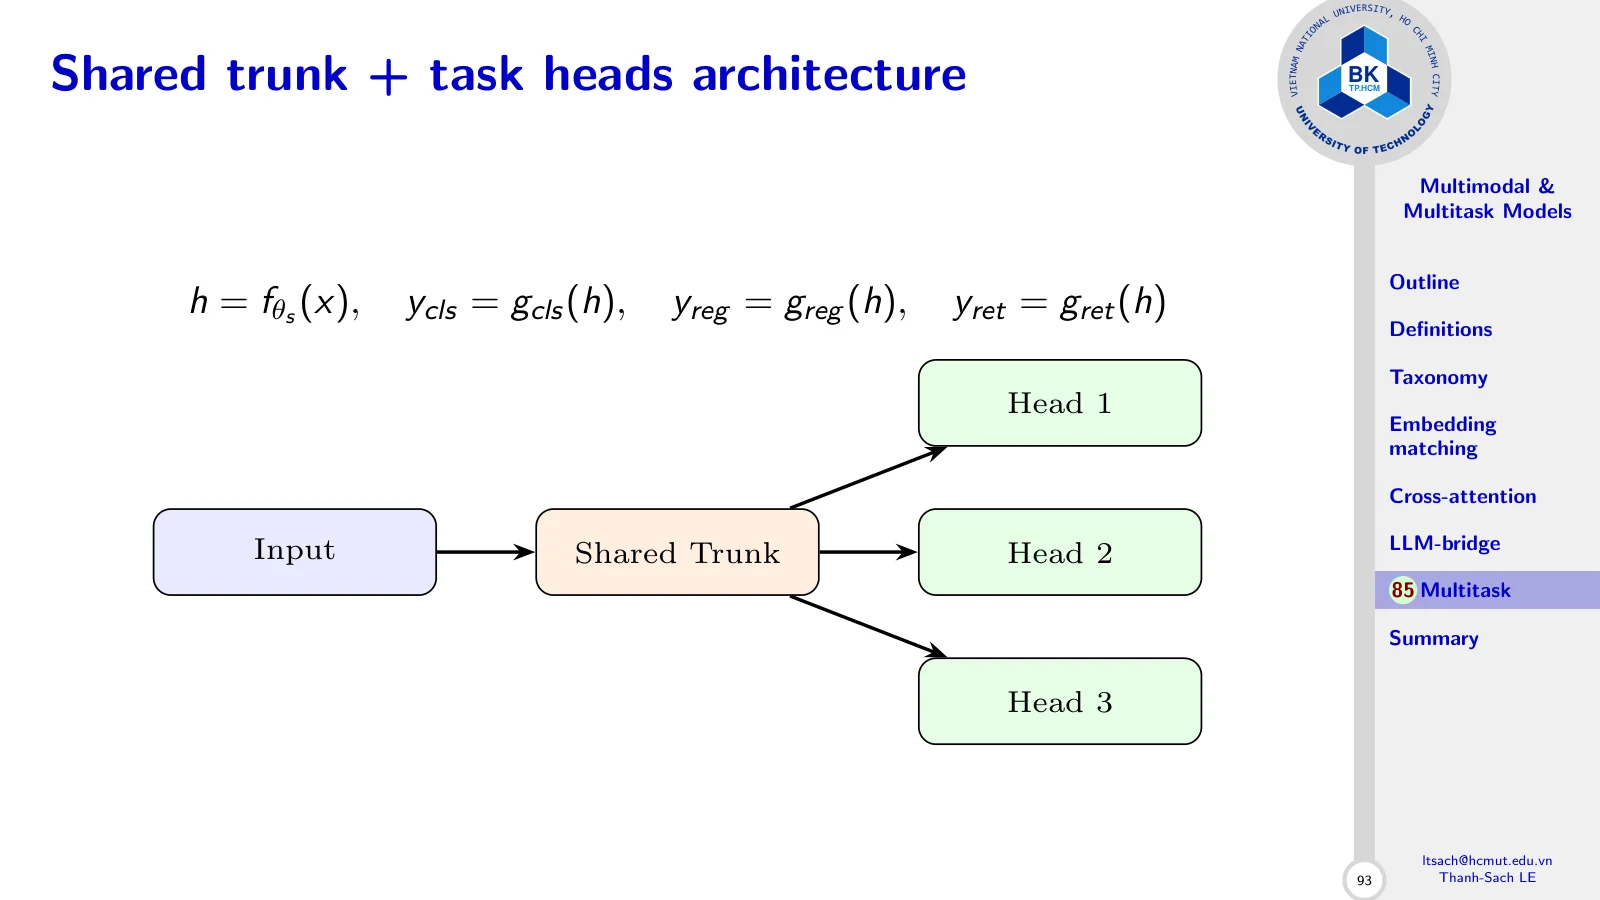 Shared trunk + task heads architecture
h = f_{θ_s}(x),   y_{cls} = g_{cls}(h),   y_{reg} = g_{reg}(h),   y_{ret} = g_{ret}(h)
Head 1
Input
Shared Trunk
Head 2
Head 3
VIETNAM NATIONAL UNIVERSITY, HO CHI MINH CITY
BK
TP.HCM
UNIVERSITY OF TECHNOLOGY
Multimodal &
Multitask Models
Outline
Definitions
Taxonomy
Embedding
matching
Cross-attention
LLM-bridge
85 Multitask
Summary
ltsach@hcmut.edu.vn
Thanh-Sach LE
93